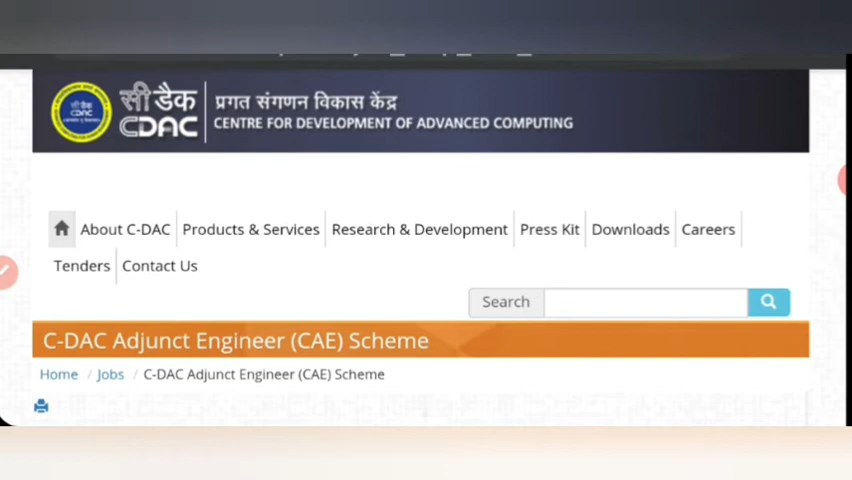 सी डैक
CDAC
प्रगत संगणन विकास केंद्र
CENTRE FOR DEVELOPMENT OF ADVANCED COMPUTING
About C-DAC Products & Services Research & Development Press Kit Downloads Careers
Tenders Contact Us
Search
C-DAC Adjunct Engineer (CAE) Scheme
Home / Jobs / C-DAC Adjunct Engineer (CAE) Scheme